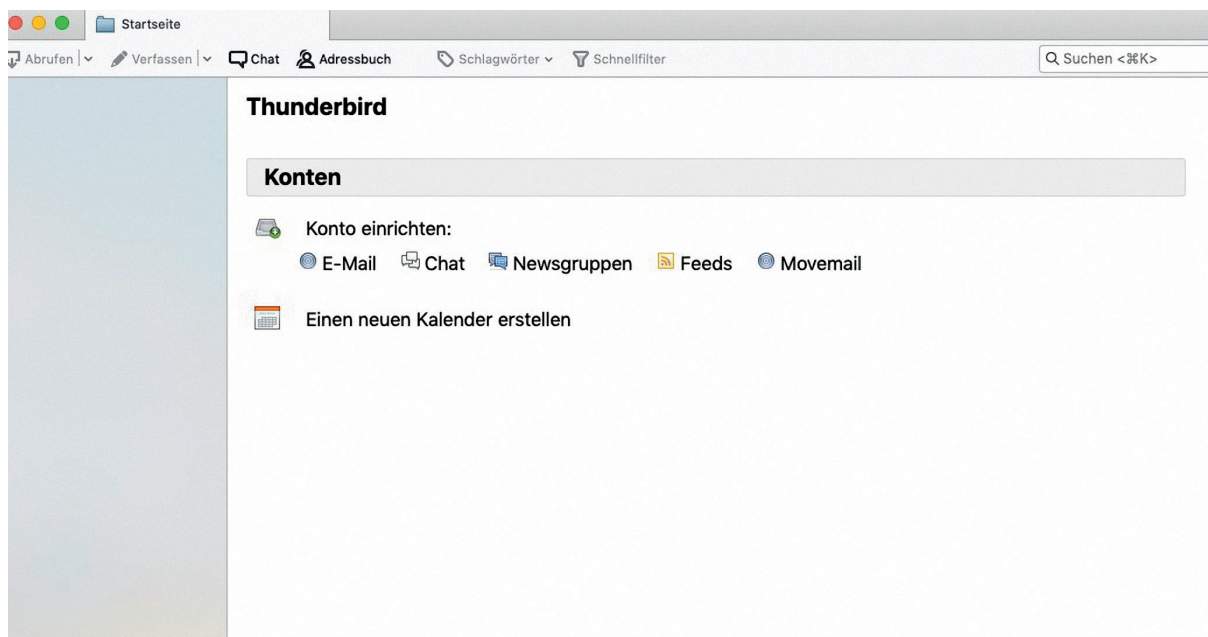 Startseite
Abrufen Verfassen Chat Adressbuch Schlagwörter Schnellfilter Suchen <⌘K>
Thunderbird
Konten
Konto einrichten:
E-Mail Chat Newsgruppen Feeds Movemail
Einen neuen Kalender erstellen